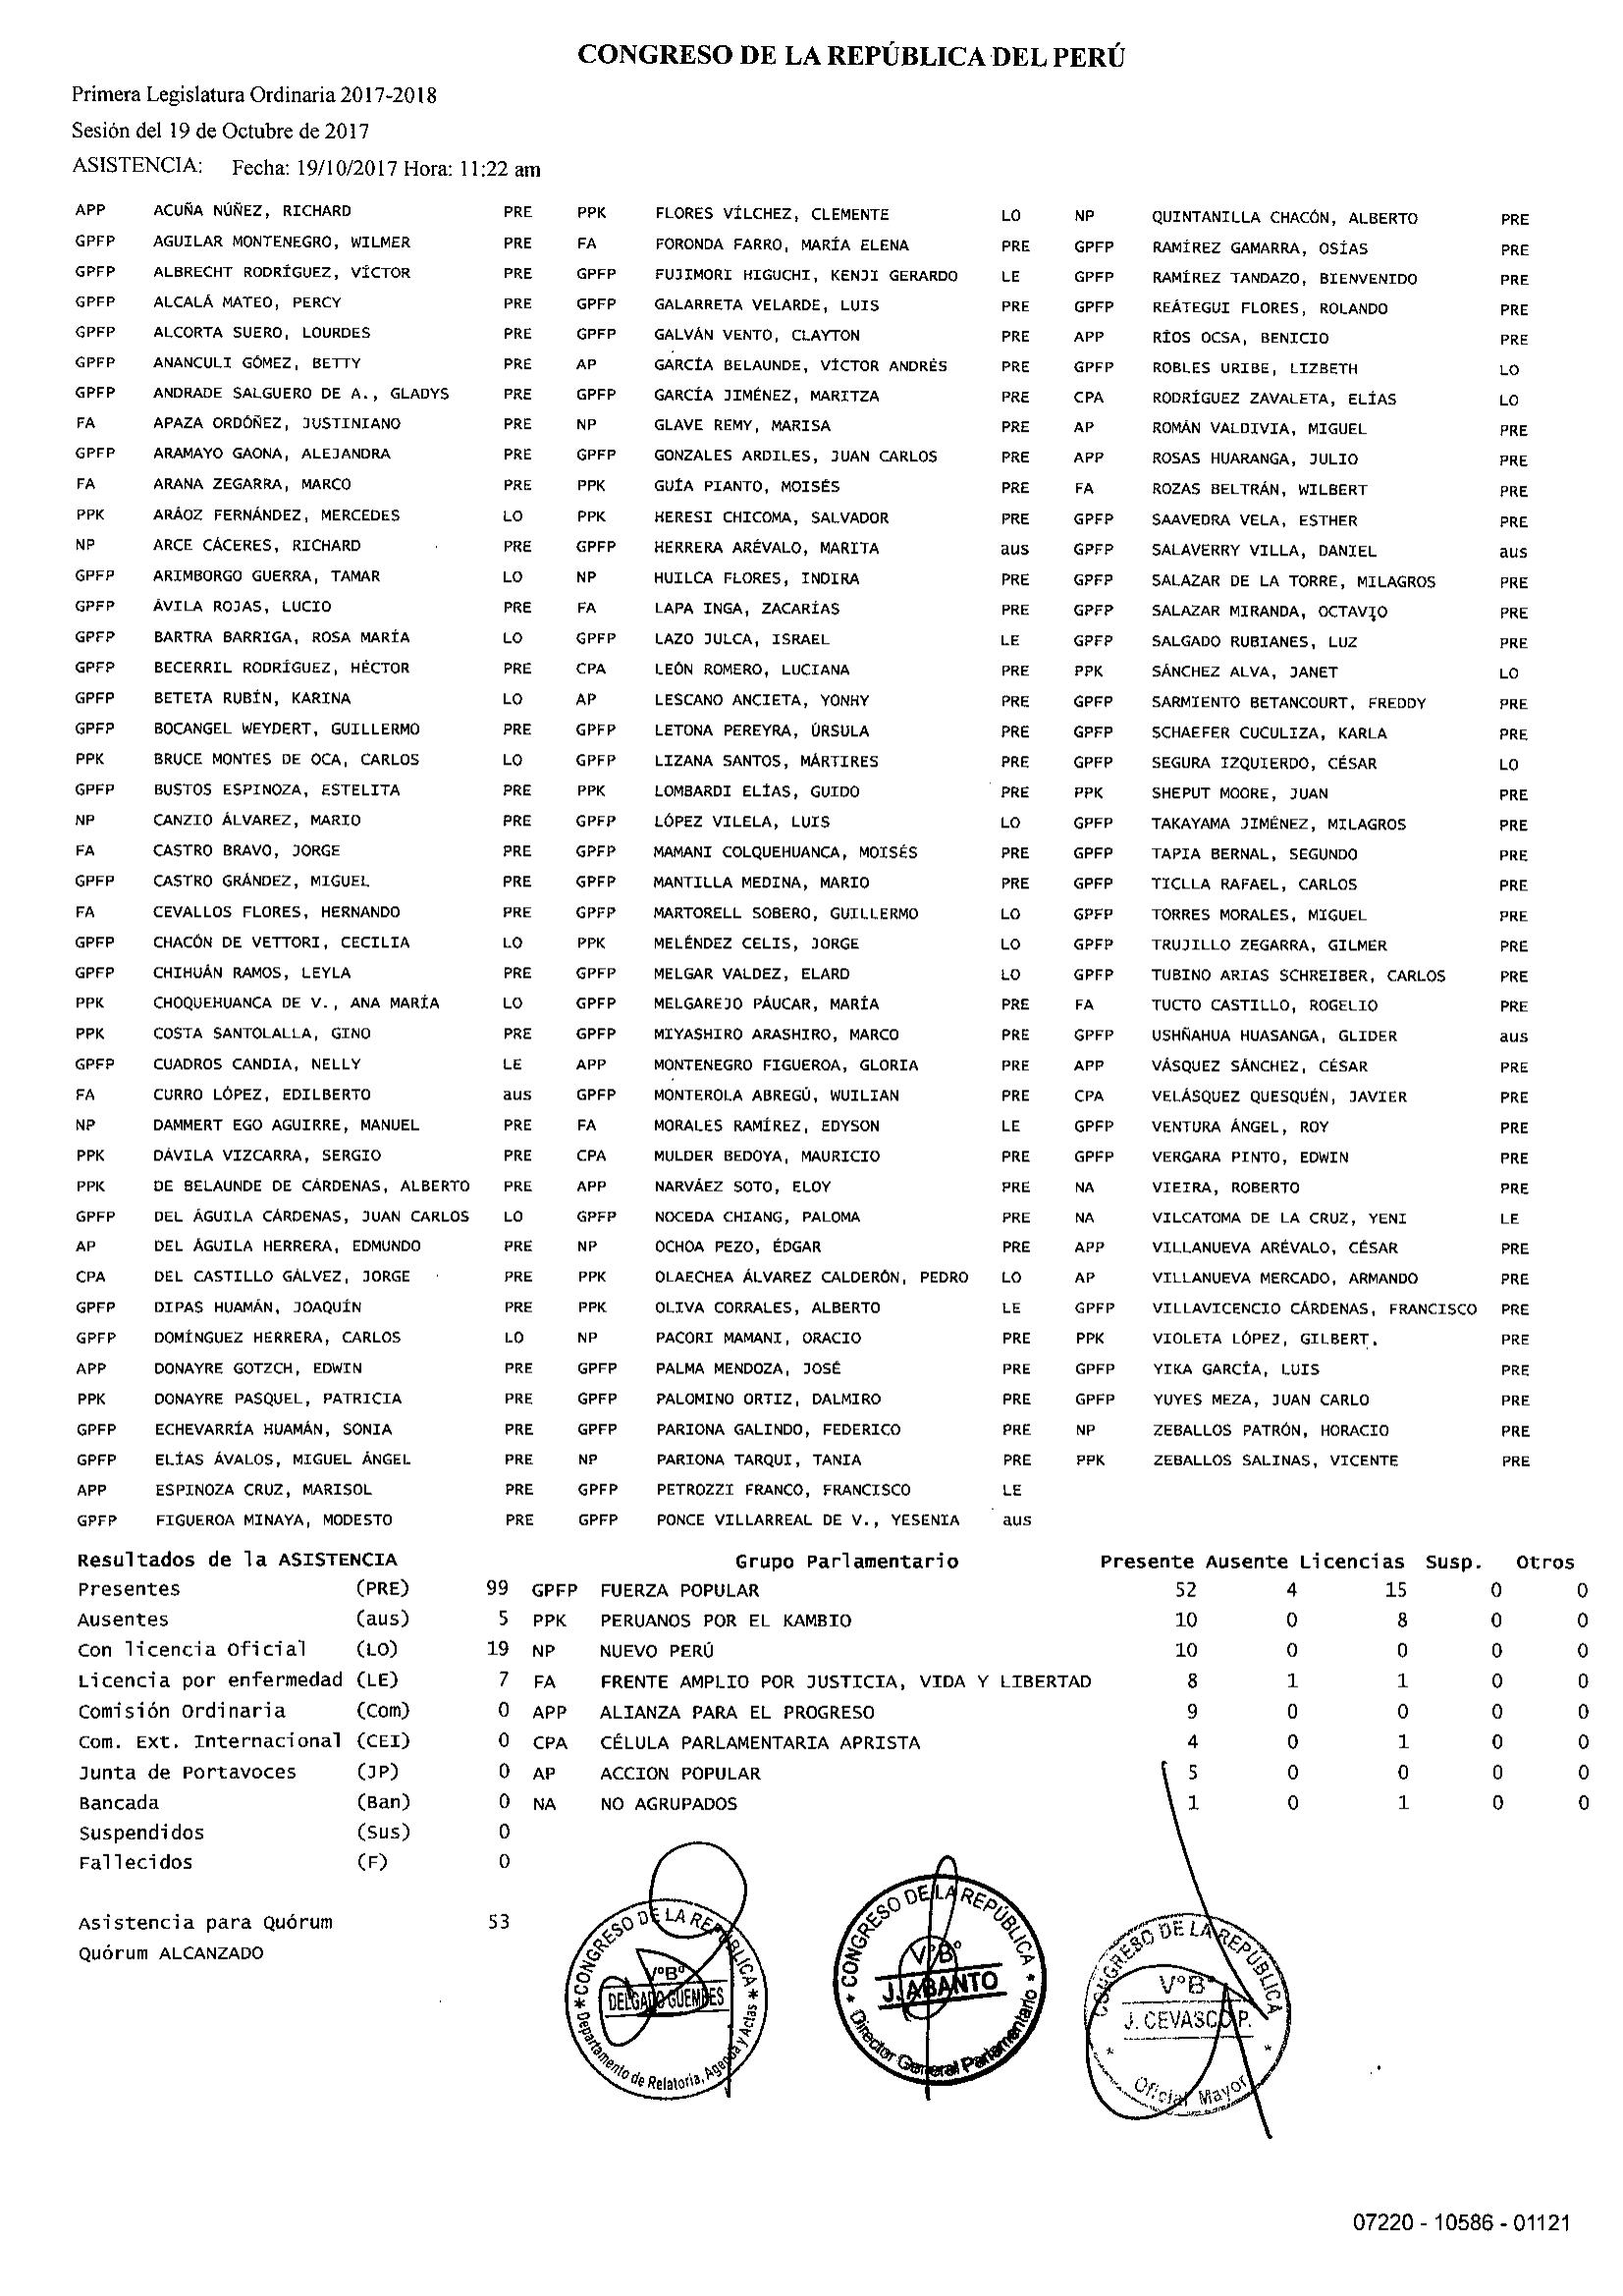 CONGRESO DE LA REPÚBLICA DEL PERÚ
Primera Legislatura Ordinaria 2017-2018
Sesión del 19 de Octubre de 2017
ASISTENCIA: Fecha: 19/10/2017 Hora: 11:22 am
APP ACUÑA NÚÑEZ, RICHARD PRE PPK FLORES VÍLCHEZ, CLEMENTE LO NP QUINTANILLA CHACÓN, ALBERTO PRE
GPFP AGUILAR MONTENEGRO, WILMER PRE FA FORONDA FARRO, MARÍA ELENA PRE GPFP RAMÍREZ GAMARRA, OSÍAS PRE
GPFP ALBRECHT RODRÍGUEZ, VÍCTOR PRE GPFP FUJIMORI HIGUCHI, KENJI GERARDO LE GPFP RAMÍREZ TANDAZO, BIENVENIDO PRE
GPFP ALCALÁ MATEO, PERCY PRE GPFP GALARRETA VELARDE, LUIS PRE GPFP REÁTEGUI FLORES, ROLANDO PRE
GPFP ALCORTA SUERO, LOURDES PRE GPFP GALVÁN VENTO, CLAYTON PRE APP RÍOS OCSA, BENICIO PRE
GPFP ANANCULI GÓMEZ, BETTY PRE AP GARCÍA BELAUNDE, VÍCTOR ANDRÉS PRE GPFP ROBLES URIBE, LIZBETH LO
GPFP ANDRADE SALGUERO DE A., GLADYS PRE GPFP GARCÍA JIMÉNEZ, MARITZA PRE CPA RODRÍGUEZ ZAVALETA, ELÍAS LO
FA APAZA ORDÓÑEZ, JUSTINIANO PRE NP GLAVE REMY, MARISA PRE AP ROMÁN VALDIVIA, MIGUEL PRE
GPFP ARAMAYO GAONA, ALEJANDRA PRE GPFP GONZALES ARDILES, JUAN CARLOS PRE APP ROSAS HUARANGA, JULIO PRE
FA ARANA ZEGARRA, MARCO PRE PPK GUÍA PIANTO, MOISÉS PRE FA ROZAS BELTRÁN, WILBERT PRE
PPK ARÁOZ FERNÁNDEZ, MERCEDES LO PPK HERESI CHICOMA, SALVADOR PRE GPFP SAAVEDRA VELA, ESTHER PRE
NP ARCE CÁCERES, RICHARD PRE GPFP HERRERA ARÉVALO, MARITA aus GPFP SALAVERRY VILLA, DANIEL aus
GPFP ARIMBORGO GUERRA, TAMAR LO NP HUILCA FLORES, INDIRA PRE GPFP SALAZAR DE LA TORRE, MILAGROS PRE
GPFP ÁVILA ROJAS, LUCIO PRE FA LAPA INGA, ZACARÍAS PRE GPFP SALAZAR MIRANDA, OCTAVIO PRE
GPFP BARTRA BARRIGA, ROSA MARÍA LO GPFP LAZO JULCA, ISRAEL LE GPFP SALGADO RUBIANES, LUZ PRE
GPFP BECERRIL RODRÍGUEZ, HÉCTOR PRE CPA LEÓN ROMERO, LUCIANA PRE PPK SÁNCHEZ ALVA, JANET LO
GPFP BETETA RUBÍN, KARINA LO AP LESCANO ANCIETA, YONHY PRE GPFP SARMIENTO BETANCOURT, FREDDY PRE
GPFP BOCANGEL WEYDERT, GUILLERMO PRE GPFP LETONA PEREYRA, ÚRSULA PRE GPFP SCHAEFER CUCULIZA, KARLA PRE
PPK BRUCE MONTES DE OCA, CARLOS LO GPFP LIZANA SANTOS, MÁRTIRES PRE GPFP SEGURA IZQUIERDO, CÉSAR LO
GPFP BUSTOS ESPINOZA, ESTELITA PRE PPK LOMBARDI ELÍAS, GUIDO PRE PPK SHEPUT MOORE, JUAN PRE
NP CANZIO ÁLVAREZ, MARIO PRE GPFP LÓPEZ VILELA, LUIS LO GPFP TAKAYAMA JIMÉNEZ, MILAGROS PRE
FA CASTRO BRAVO, JORGE PRE GPFP MAMANI COLQUEHUANCA, MOISÉS PRE GPFP TAPIA BERNAL, SEGUNDO PRE
GPFP CASTRO GRÁNDEZ, MIGUEL PRE GPFP MANTILLA MEDINA, MARIO PRE GPFP TICLLA RAFAEL, CARLOS PRE
FA CEVALLOS FLORES, HERNANDO PRE GPFP MARTORELL SOBERO, GUILLERMO LO GPFP TORRES MORALES, MIGUEL PRE
GPFP CHACÓN DE VETTORI, CECILIA LO PPK MELÉNDEZ CELIS, JORGE LO GPFP TRUJILLO ZEGARRA, GILMER PRE
GPFP CHIHUÁN RAMOS, LEYLA PRE GPFP MELGAR VALDEZ, ELARD LO GPFP TUBINO ARIAS SCHREIBER, CARLOS PRE
PPK CHOQUEHUANCA DE V., ANA MARÍA LO GPFP MELGAREJO PÁUCAR, MARÍA PRE FA TUCTO CASTILLO, ROGELIO PRE
PPK COSTA SANTOLALLA, GINO PRE GPFP MIYASHIRO ARASHIRO, MARCO PRE GPFP USHÑAHUA HUASANGA, GLIDER aus
GPFP CUADROS CANDIA, NELLY LE APP MONTENEGRO FIGUEROA, GLORIA PRE APP VÁSQUEZ SÁNCHEZ, CÉSAR PRE
FA CURRO LÓPEZ, EDILBERTO aus GPFP MONTEROLA ABREGÚ, WUILIAN PRE CPA VELÁSQUEZ QUESQUÉN, JAVIER PRE
NP DAMMERT EGO AGUIRRE, MANUEL PRE FA MORALES RAMÍREZ, EDYSON LE GPFP VENTURA ÁNGEL, ROY PRE
PPK DÁVILA VIZCARRA, SERGIO PRE CPA MULDER BEDOYA, MAURICIO PRE GPFP VERGARA PINTO, EDWIN PRE
PPK DE BELAUNDE DE CÁRDENAS, ALBERTO PRE APP NARVÁEZ SOTO, ELOY PRE NA VIEIRA, ROBERTO PRE
GPFP DEL ÁGUILA CÁRDENAS, JUAN CARLOS LO GPFP NOCEDA CHIANG, PALOMA PRE NA VILCATOMA DE LA CRUZ, YENI LE
AP DEL ÁGUILA HERRERA, EDMUNDO PRE NP OCHOA PEZO, ÉDGAR PRE APP VILLANUEVA ARÉVALO, CÉSAR PRE
CPA DEL CASTILLO GÁLVEZ, JORGE PRE PPK OLAECHEA ÁLVAREZ CALDERÓN, PEDRO LO AP VILLANUEVA MERCADO, ARMANDO PRE
GPFP DIPAS HUAMÁN, JOAQUÍN PRE PPK OLIVA CORRALES, ALBERTO LE GPFP VILLAVICENCIO CÁRDENAS, FRANCISCO PRE
GPFP DOMÍNGUEZ HERRERA, CARLOS LO NP PACORI MAMANI, ORACIO PRE PPK VIOLETA LÓPEZ, GILBERT. PRE
APP DONAYRE GOTZCH, EDWIN PRE GPFP PALMA MENDOZA, JOSÉ PRE GPFP YIKA GARCÍA, LUIS PRE
PPK DONAYRE PASQUEL, PATRICIA PRE GPFP PALOMINO ORTIZ, DALMIRO PRE GPFP YUYES MEZA, JUAN CARLO PRE
GPFP ECHEVARRÍA HUAMÁN, SONIA PRE GPFP PARIONA GALINDO, FEDERICO PRE NP ZEBALLOS PATRÓN, HORACIO PRE
GPFP ELÍAS ÁVALOS, MIGUEL ÁNGEL PRE NP PARIONA TARQUI, TANIA PRE PPK ZEBALLOS SALINAS, VICENTE PRE
APP ESPINOZA CRUZ, MARISOL PRE GPFP PETROZZI FRANCO, FRANCISCO LE
GPFP FIGUEROA MINAYA, MODESTO PRE GPFP PONCE VILLARREAL DE V., YESENIA aus
Resultados de la ASISTENCIA Grupo Parlamentario Presente Ausente Licencias Susp. Otros
Presentes (PRE) 99 GPFP FUERZA POPULAR 52 4 15 0 0
Ausentes (aus) 5 PPK PERUANOS POR EL KAMBIO 10 0 8 0 0
Con licencia Oficial (LO) 19 NP NUEVO PERÚ 10 0 0 0 0
Licencia por enfermedad (LE) 7 FA FRENTE AMPLIO POR JUSTICIA, VIDA Y LIBERTAD 8 1 1 0 0
Comisión Ordinaria (Com) 0 APP ALIANZA PARA EL PROGRESO 9 0 0 0 0
Com. Ext. Internacional (CEI) 0 CPA CÉLULA PARLAMENTARIA APRISTA 4 0 1 0 0
Junta de Portavoces (JP) 0 AP ACCION POPULAR 5 0 0 0 0
Bancada (Ban) 0 NA NO AGRUPADOS 1 0 1 0 0
Suspendidos (Sus) 0
Fallecidos (F) 0
Asistencia para Quórum 53
Quórum ALCANZADO
CONGRESO DE LA REPÚBLICA
V°B°
DELGADO GUEMBES
Departamento de Relatoria, Agenda y Actas
CONGRESO DE LA REPÚBLICA
V°B°
J. ABANTO
Director General Parlamentario
CONGRESO DE LA REPÚBLICA
V°B°
J. CEVASCO P.
Oficial Mayor
07220 - 10586 - 01121